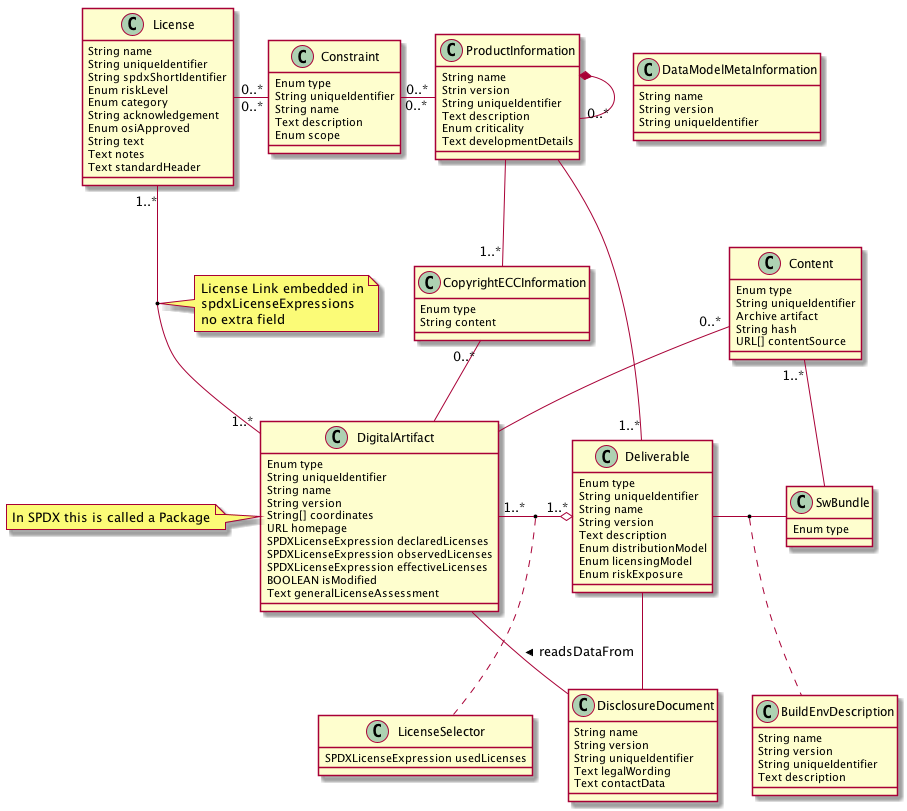 C License
String name
String uniqueIdentifier
String spdxShortIdentifier
Enum riskLevel
Enum category
String acknowledgement
Enum osiApproved
String text
Text notes
Text standardHeader
0..*
0..*
C Constraint
Enum type
String uniqueIdentifier
String name
Text description
Enum scope
0..*
0..*
C ProductInformation
String name
Strin version
String uniqueIdentifier
Text description
Enum criticality
Text developmentDetails
0..*
C DataModelMetaInformation
String name
String version
String uniqueIdentifier
1..*
License Link embedded in
spdxLicenseExpressions
no extra field
1..*
C CopyrightECCInformation
Enum type
String content
0..*
C Content
Enum type
String uniqueIdentifier
Archive artifact
String hash
URL[] contentSource
0..*
1..*
1..*
1..*
C DigitalArtifact
Enum type
String uniqueIdentifier
String name
String version
String[] coordinates
URL homepage
SPDXLicenseExpression declaredLicenses
SPDXLicenseExpression observedLicenses
SPDXLicenseExpression effectiveLicenses
BOOLEAN isModified
Text generalLicenseAssessment
In SPDX this is called a Package
1..*
1..*
C Deliverable
Enum type
String uniqueIdentifier
String name
String version
Text description
Enum distributionModel
Enum licensingModel
Enum riskExposure
C SwBundle
Enum type
readsDataFrom
C LicenseSelector
SPDXLicenseExpression usedLicenses
C DisclosureDocument
String name
String version
String uniqueIdentifier
Text legalWording
Text contactData
C BuildEnvDescription
String name
String version
String uniqueIdentifier
Text description